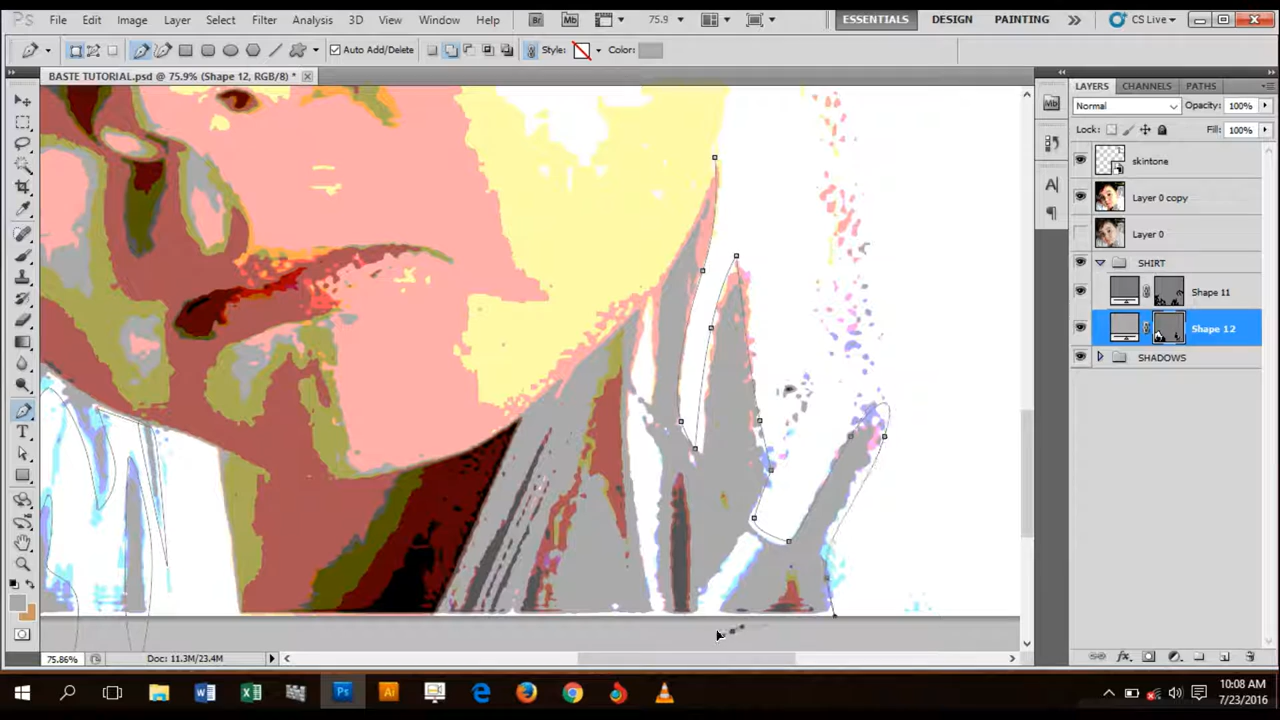 PS File Edit Image Layer Select Filter Analysis 3D View Window Help Br Mb 75.9 ESSENTIALS DESIGN PAINTING CS Live
Auto Add/Delete Style: Color:
BASTE TUTORIAL.psd @ 75.9% (Shape 12, RGB/8) *
LAYERS CHANNELS PATHS
Normal Opacity: 100%
Lock: Fill: 100%
skintone
Layer 0 copy
Layer 0
SHIRT
Shape 11
Shape 12
SHADOWS
75.86% Doc: 11.3M/23.4M
10:08 AM
7/23/2016